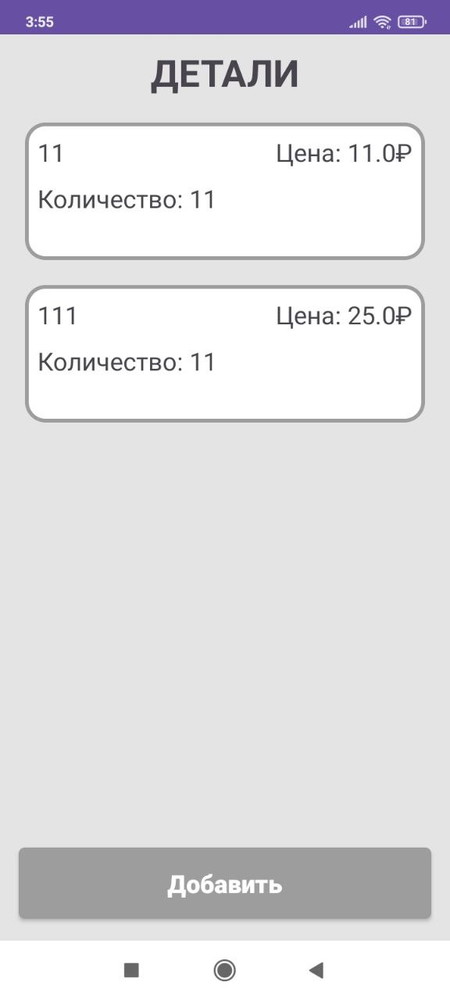 3:55
81
ДЕТАЛИ
11 Цена: 11.0₽
Количество: 11
111 Цена: 25.0₽
Количество: 11
Добавить